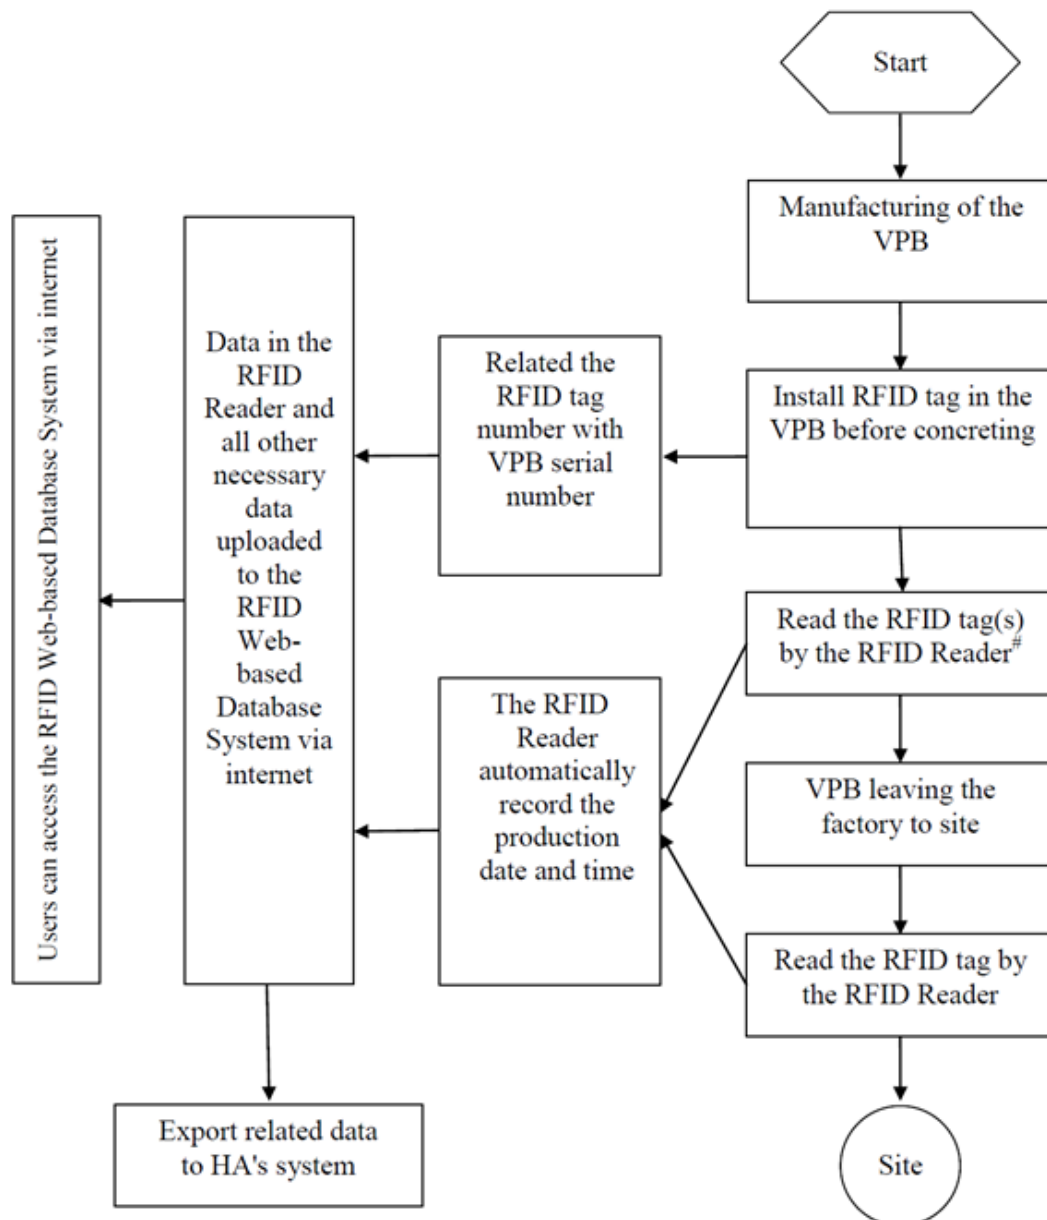 Start
Manufacturing of the
VPB
Install RFID tag in the
VPB before concreting
Related the
RFID tag
number with
VPB serial
number
Data in the
RFID
Reader and
all other
necessary
data
uploaded
to the
RFID
Web-
based
Database
System via
internet
Users can access the RFID Web-based Database System via internet
Read the RFID tag(s)
by the RFID Reader#
The RFID
Reader
automatically
record the
production
date and time
VPB leaving the
factory to site
Read the RFID tag by
the RFID Reader
Export related data
to HA's system
Site